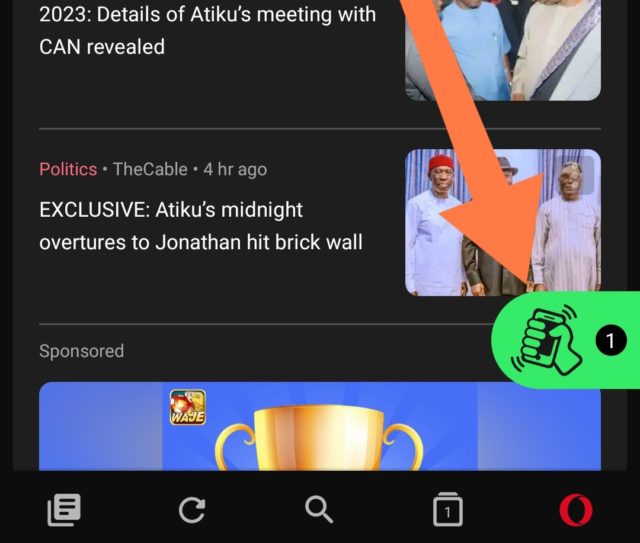 2023: Details of Atiku’s meeting with
CAN revealed
Politics • TheCable • 4 hr ago
EXCLUSIVE: Atiku’s midnight
overtures to Jonathan hit brick wall
1
Sponsored
WAJE
1